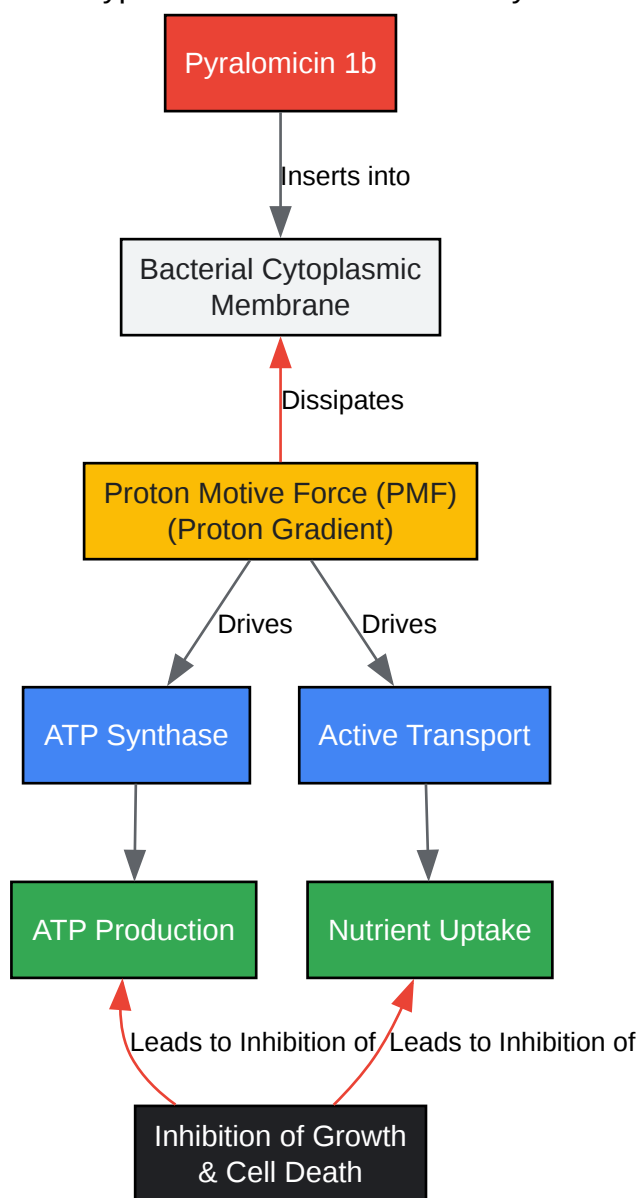 Pyralomicin 1b
Inserts into
Bacterial Cytoplasmic
Membrane
Dissipates
Proton Motive Force (PMF)
(Proton Gradient)
Drives Drives
ATP Synthase Active Transport
ATP Production Nutrient Uptake
Leads to Inhibition of Leads to Inhibition of
Inhibition of Growth
& Cell Death